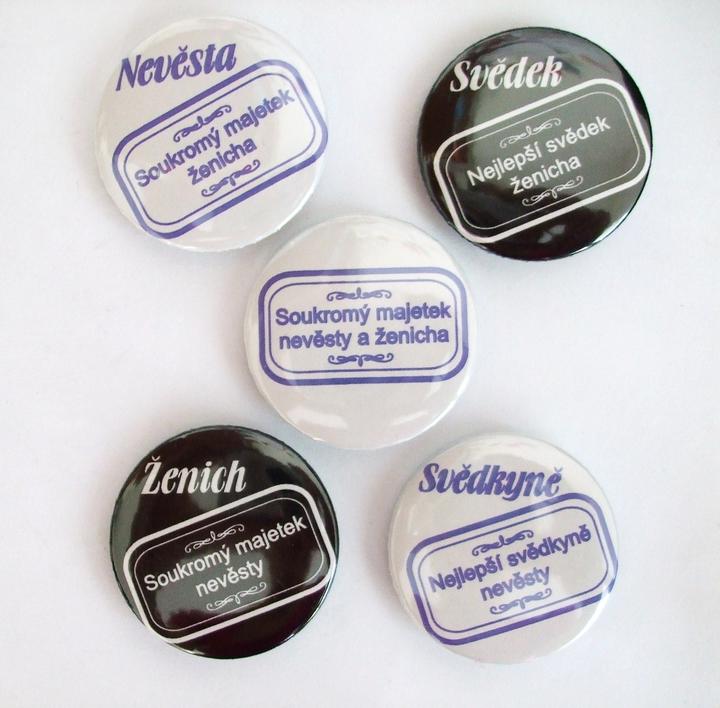 Nevěsta
Soukromý majetek
ženicha
Svědek
Nejlepší svědek
ženicha
Soukromý majetek
nevěsty a ženicha
Ženich
Soukromý majetek
nevěsty
Svědkyně
Nejlepší svědkyně
nevěsty